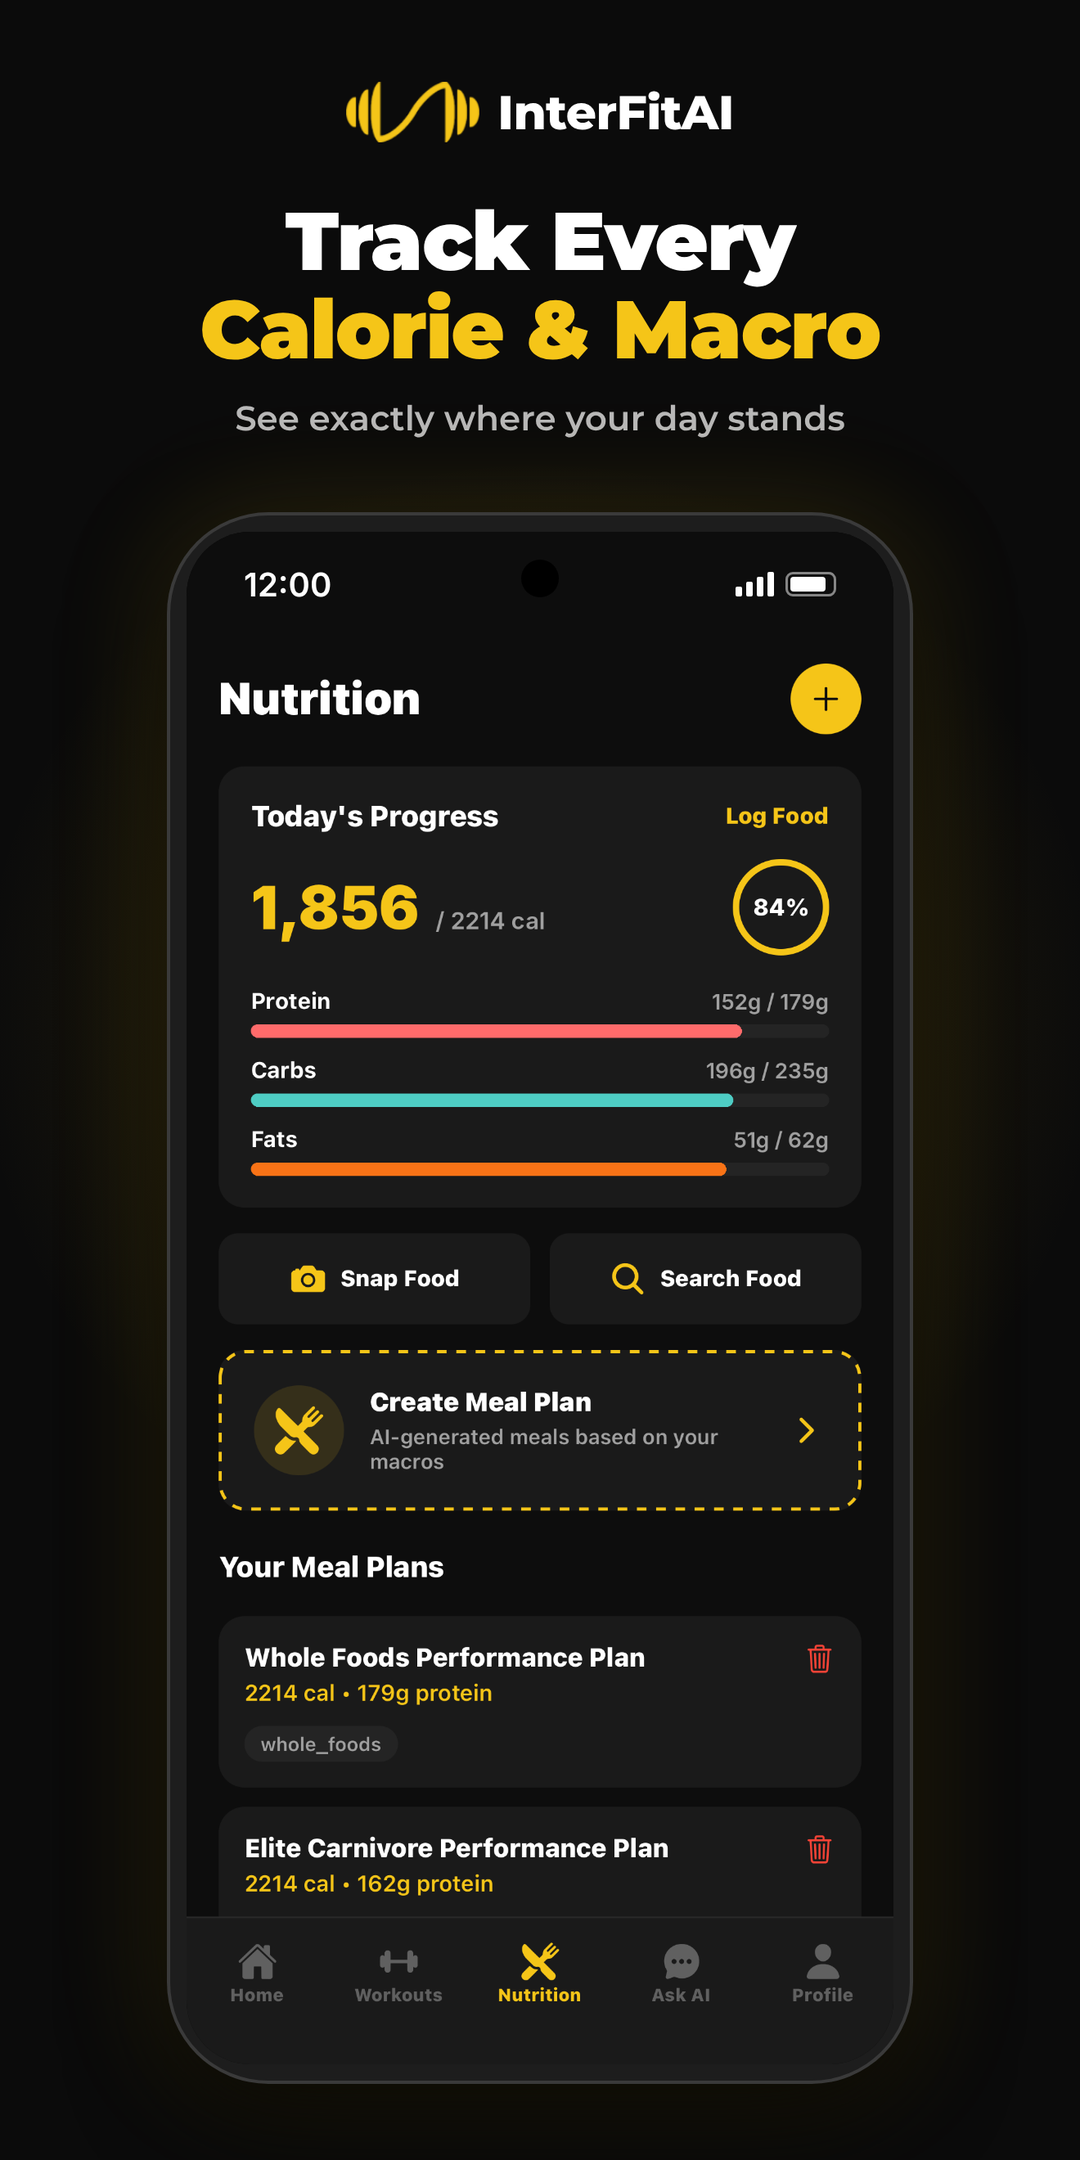 InterFitAI
Track Every
Calorie & Macro
See exactly where your day stands
12:00
Nutrition
Today's Progress
Log Food
1,856 / 2214 cal
84%
Protein
152g / 179g
Carbs
196g / 235g
Fats
51g / 62g
Snap Food
Search Food
Create Meal Plan
AI-generated meals based on your
macros
Your Meal Plans
Whole Foods Performance Plan
2214 cal • 179g protein
whole_foods
Elite Carnivore Performance Plan
2214 cal • 162g protein
Home
Workouts
Nutrition
Ask AI
Profile